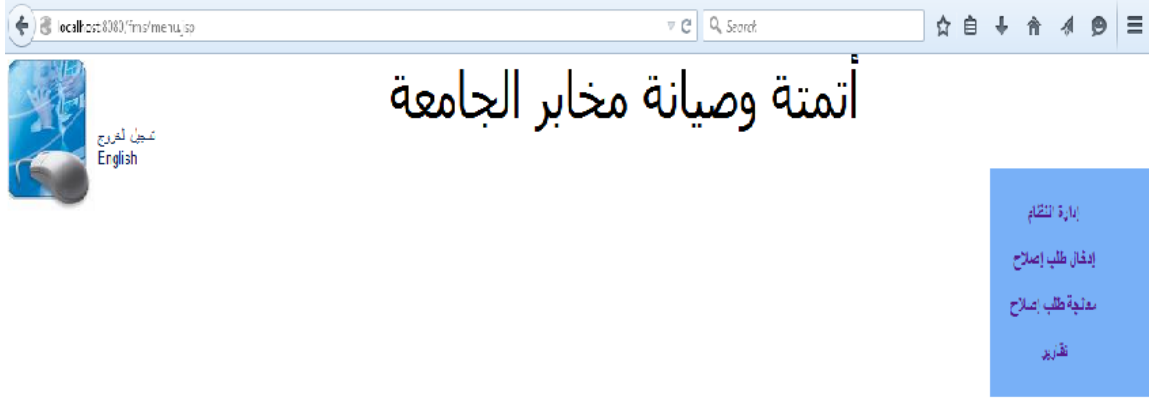 localhost:8080/fms/menu.jsp
Search
أتمتة وصيانة مخابر الجامعة
تسجيل الخروج
English
إدارة النظام
إدخال طلب إصلاح
معالجة طلب إصلاح
تقارير